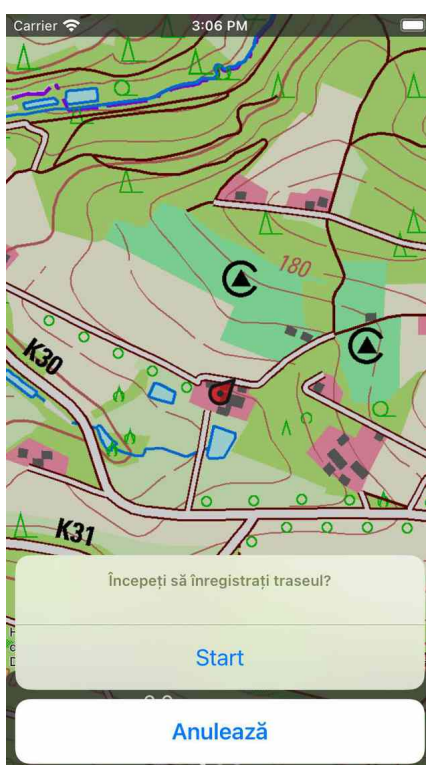 Carrier
3:06 PM
180
K30
K31
Începeți să înregistrați traseul?
Start
Anulează